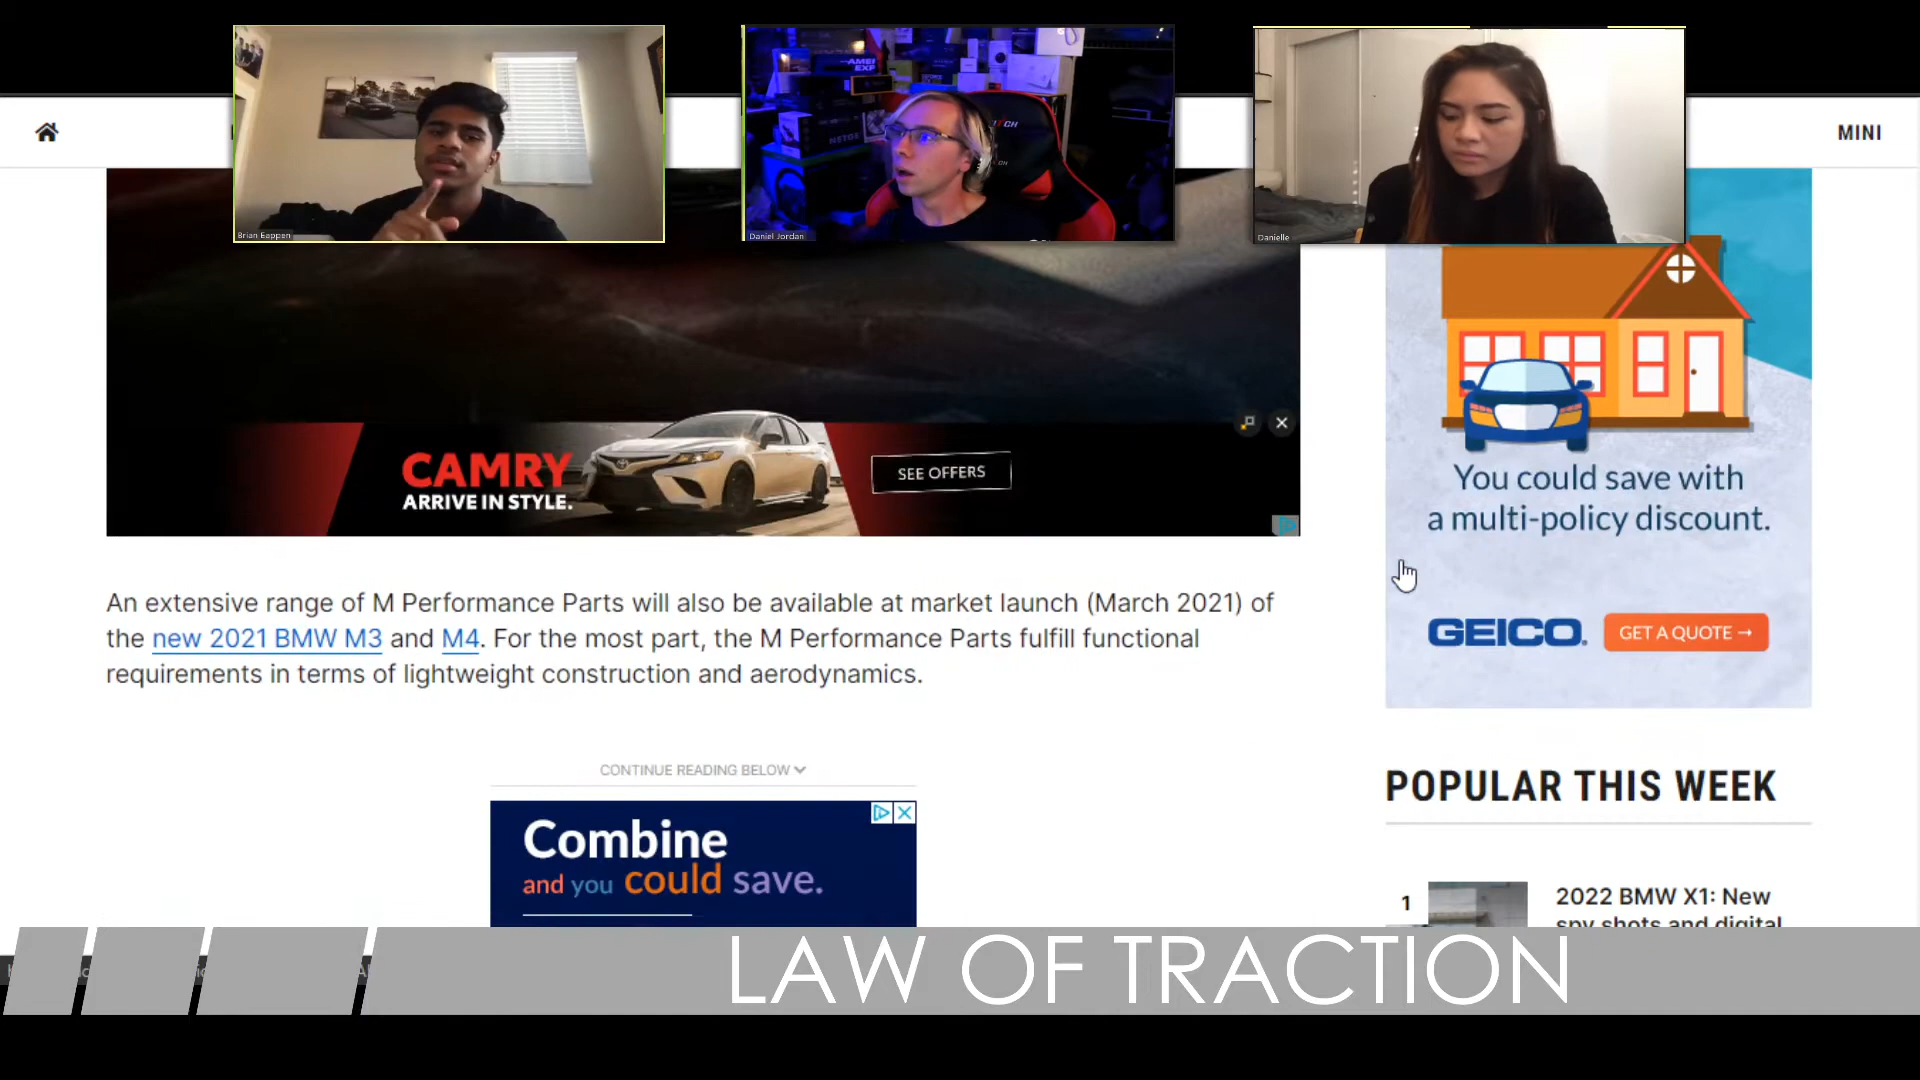 Brian Eappen
Daniel Jordan
Danielle
MINI
CAMRY
ARRIVE IN STYLE.
SEE OFFERS
You could save with
a multi-policy discount.
GEICO
GET A QUOTE →
An extensive range of M Performance Parts will also be available at market launch (March 2021) of
the new 2021 BMW M3 and M4. For the most part, the M Performance Parts fulfill functional
requirements in terms of lightweight construction and aerodynamics.
CONTINUE READING BELOW
Combine
and you could save.
POPULAR THIS WEEK
1
2022 BMW X1: New
spy shots and digital
LAW OF TRACTION